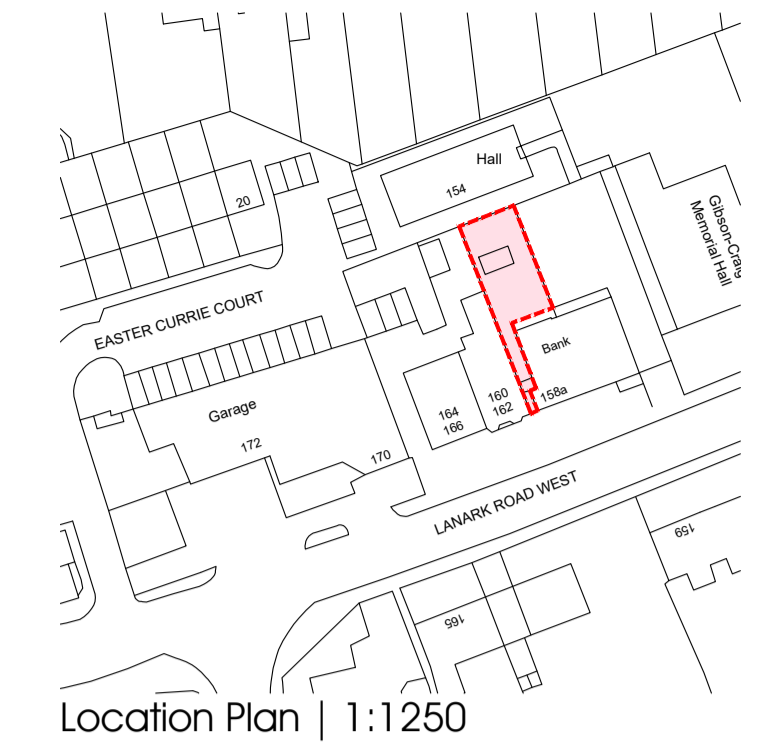 Hall
154
20
Gibson-Craig
Memorial Hall
EASTER CURRIE COURT
Bank
160
162
158a
164
166
Garage
172
170
LANARK ROAD WEST
159
165
Location Plan | 1:1250